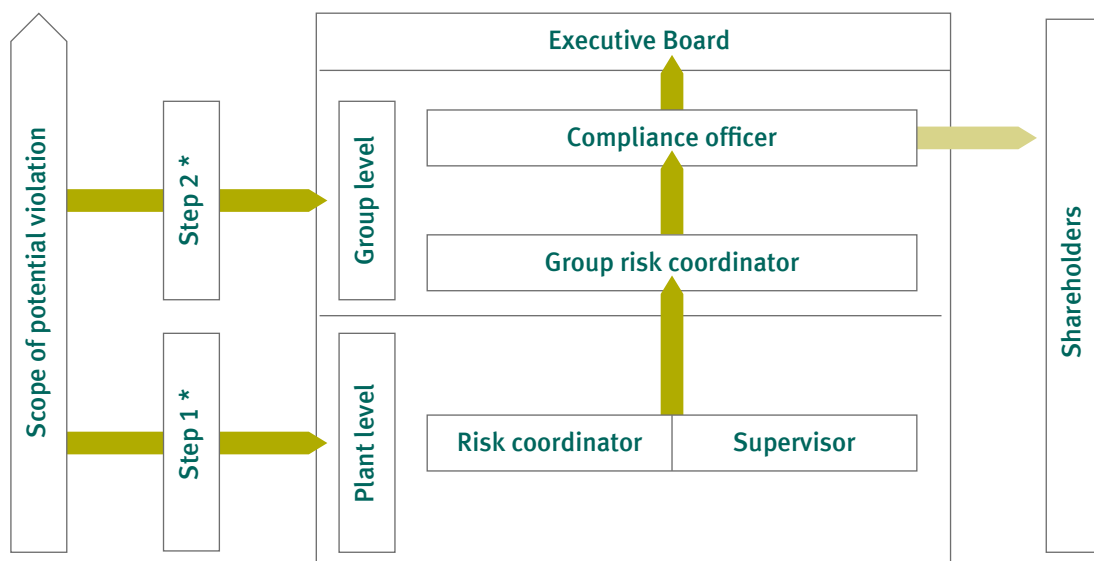 Executive Board
Scope of potential violation
Step 2 *
Group level
Compliance officer
Group risk coordinator
Step 1 *
Plant level
Risk coordinator
Supervisor
Shareholders